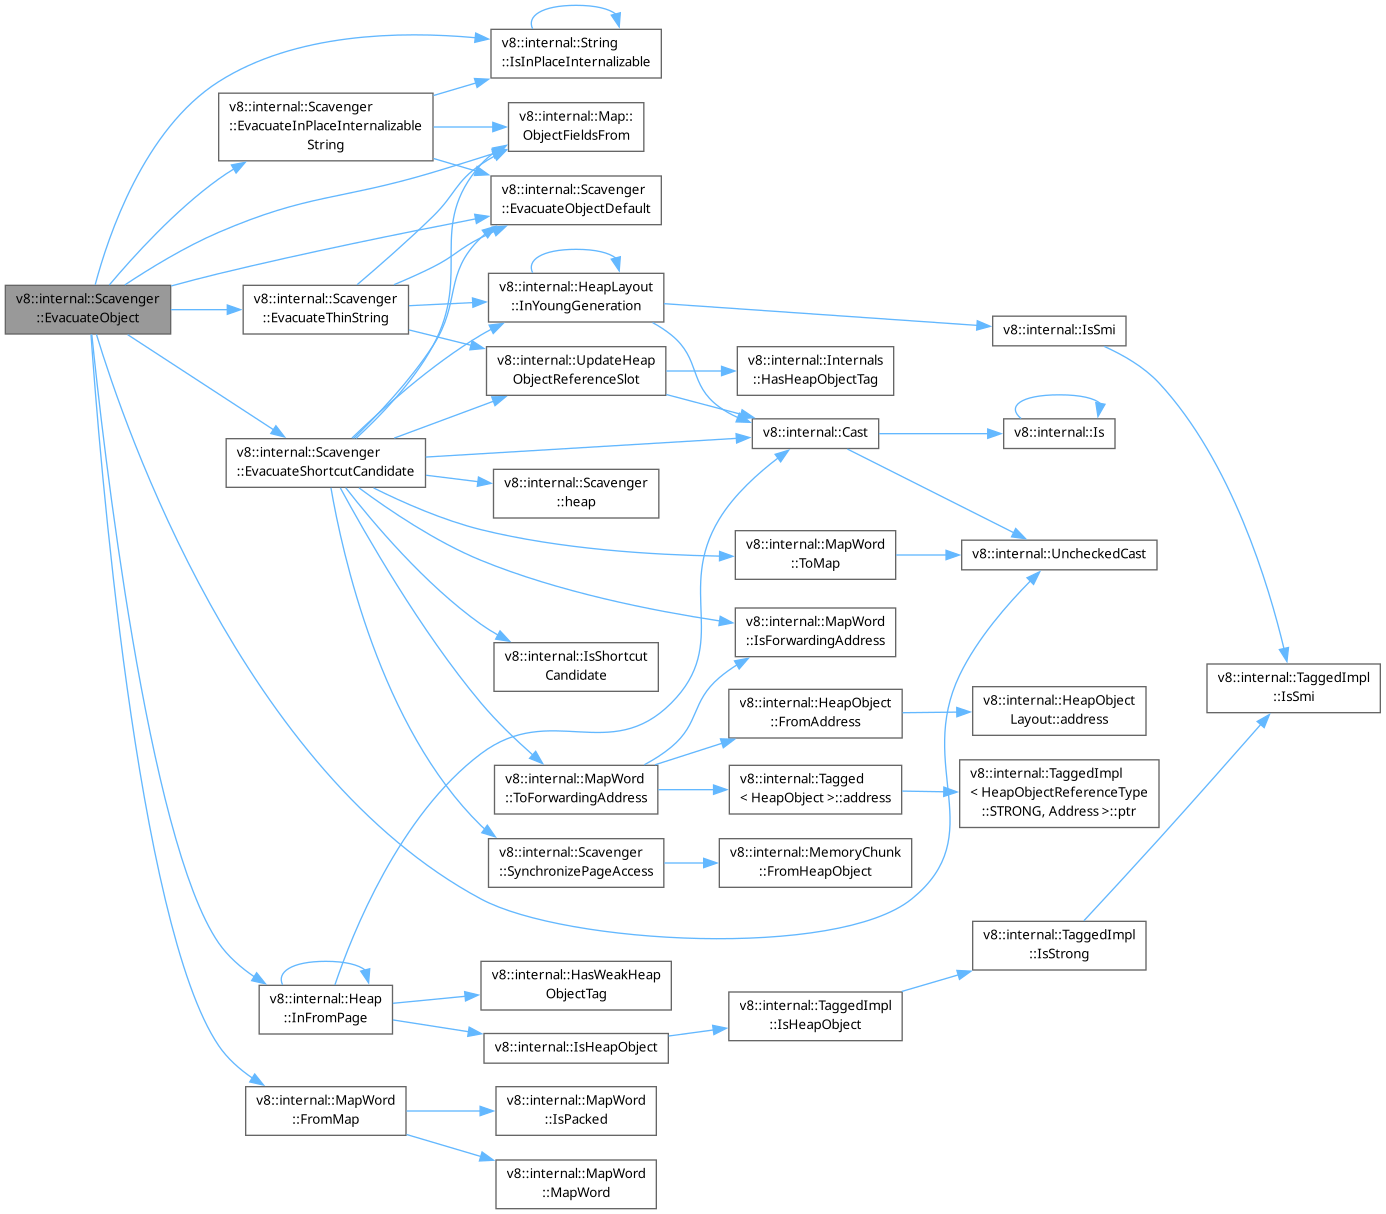 v8::internal::String
::IsInPlaceInternalizable
v8::internal::Scavenger
::EvacuateInPlaceInternalizable
String
v8::internal::Map::
ObjectFieldsFrom
v8::internal::Scavenger
::EvacuateObjectDefault
v8::internal::Scavenger
::EvacuateObject
v8::internal::Scavenger
::EvacuateThinString
v8::internal::HeapLayout
::InYoungGeneration
v8::internal::IsSmi
v8::internal::UpdateHeap
ObjectReferenceSlot
v8::internal::Internals
::HasHeapObjectTag
v8::internal::Cast
v8::internal::Is
v8::internal::Scavenger
::EvacuateShortcutCandidate
v8::internal::Scavenger
::heap
v8::internal::MapWord
::ToMap
v8::internal::UncheckedCast
v8::internal::MapWord
::IsForwardingAddress
v8::internal::IsShortcut
Candidate
v8::internal::TaggedImpl
::IsSmi
v8::internal::HeapObject
::FromAddress
v8::internal::HeapObject
Layout::address
v8::internal::MapWord
::ToForwardingAddress
v8::internal::Tagged
< HeapObject >::address
v8::internal::TaggedImpl
< HeapObjectReferenceType
::STRONG, Address >::ptr
v8::internal::Scavenger
::SynchronizePageAccess
v8::internal::MemoryChunk
::FromHeapObject
v8::internal::TaggedImpl
::IsStrong
v8::internal::Heap
::InFromPage
v8::internal::HasWeakHeap
ObjectTag
v8::internal::TaggedImpl
::IsHeapObject
v8::internal::IsHeapObject
v8::internal::MapWord
::FromMap
v8::internal::MapWord
::IsPacked
v8::internal::MapWord
::MapWord